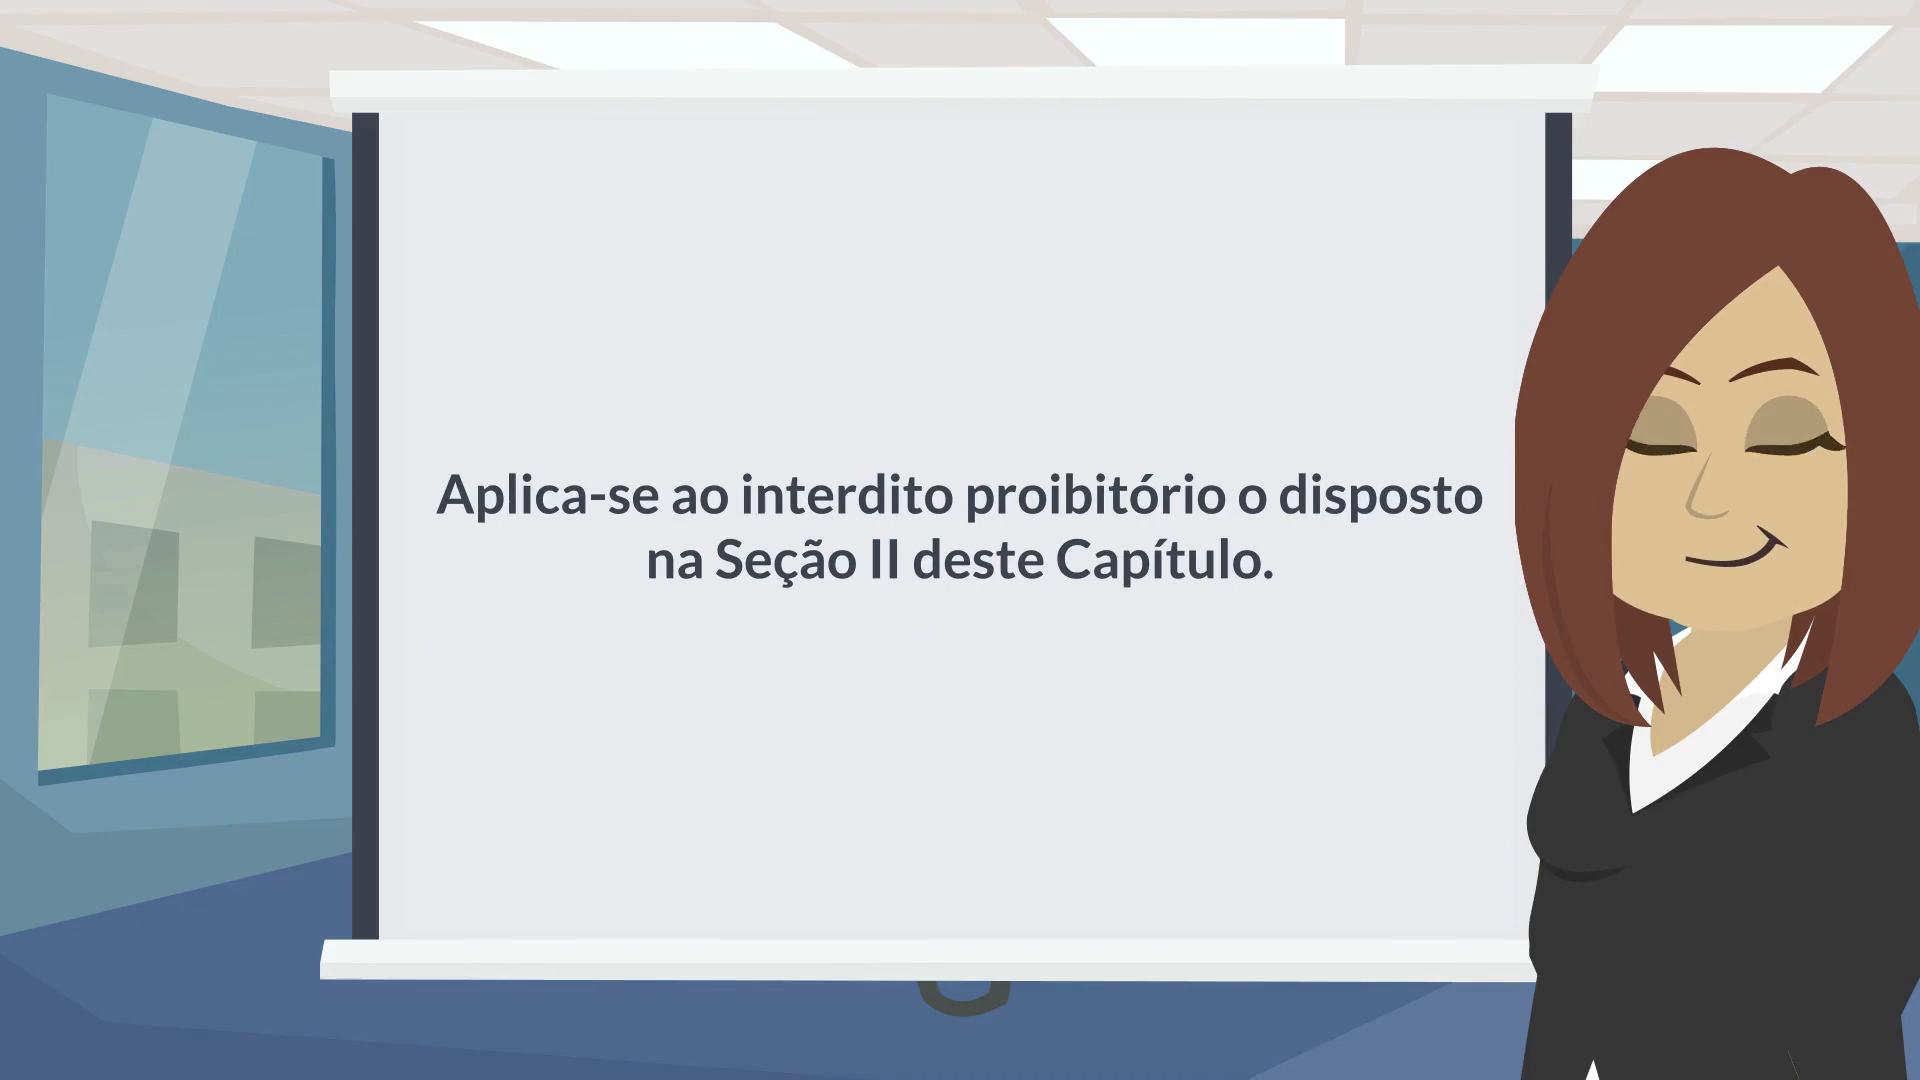 Aplica-se ao interdito proibitório o disposto
na Seção II deste Capítulo.